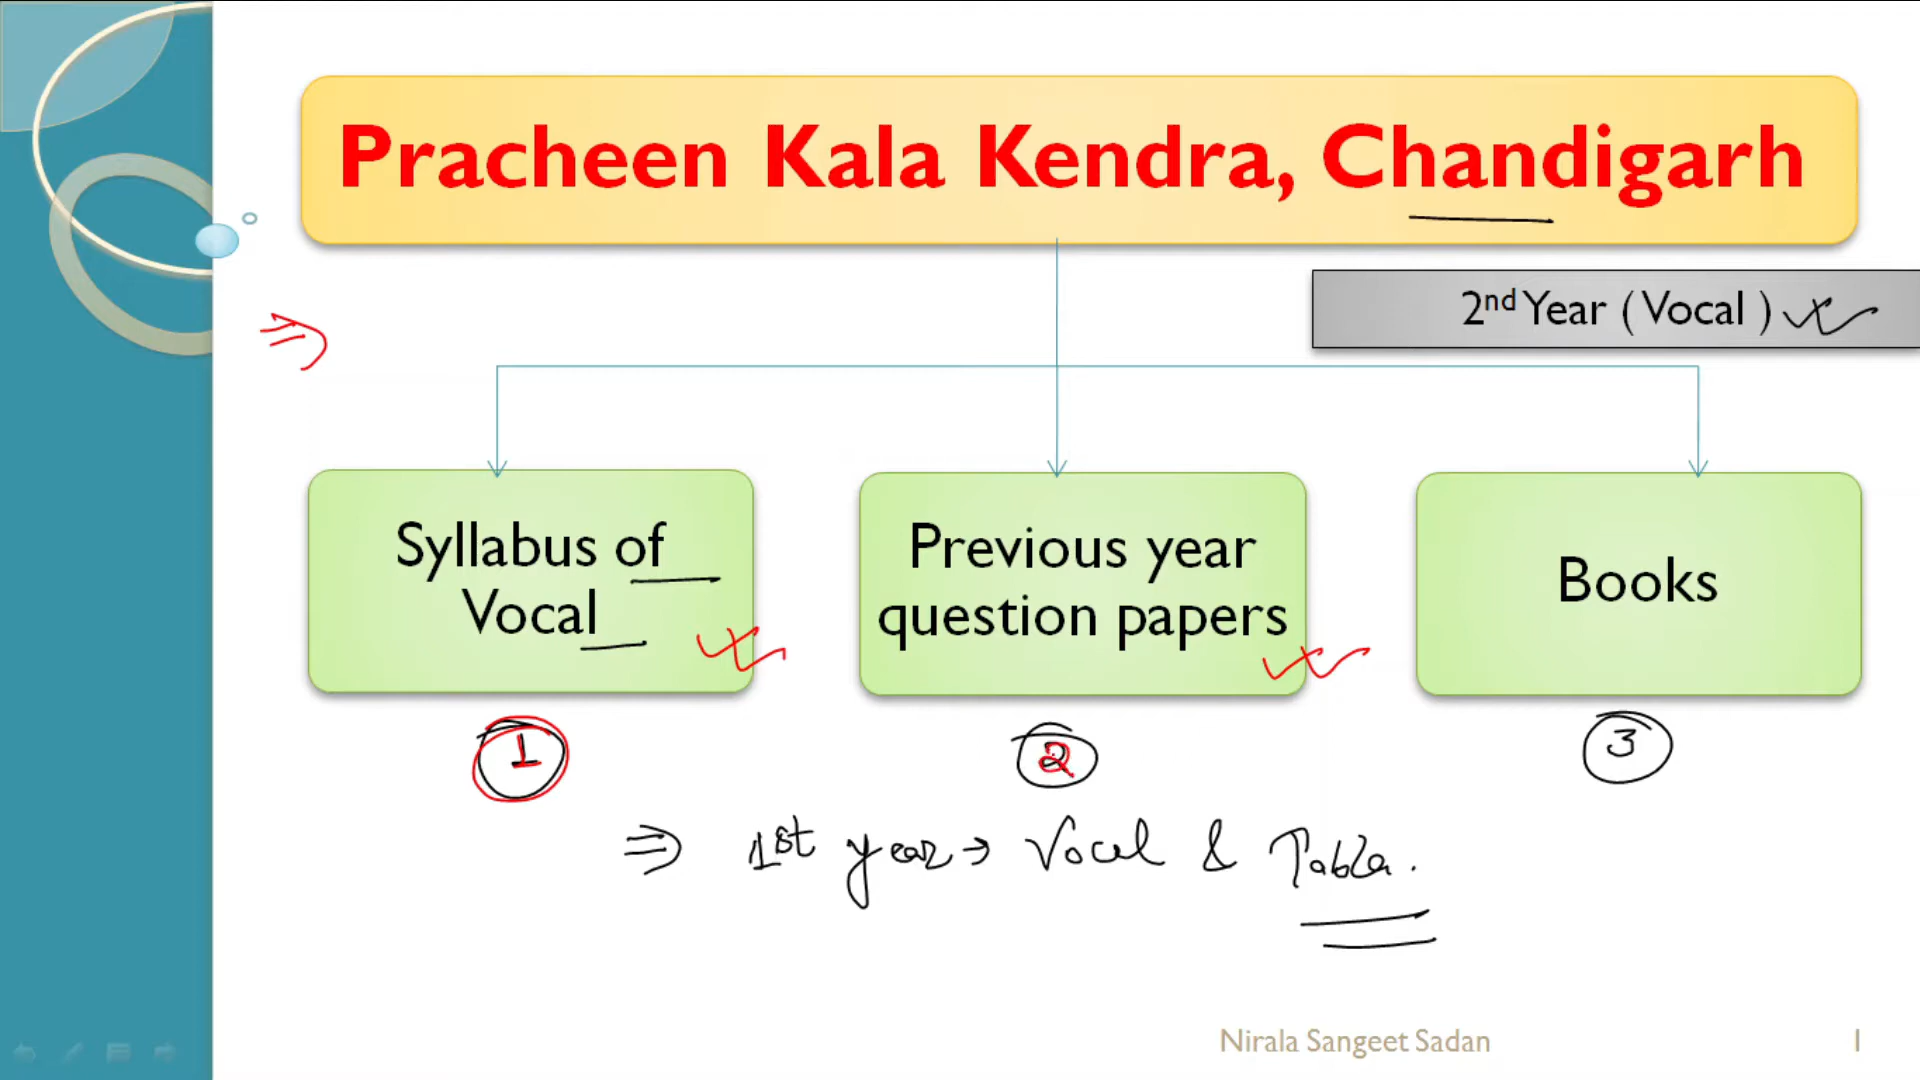 Pracheen Kala Kendra, Chandigarh
2nd Year ( Vocal )
Syllabus of
Vocal
Previous year
question papers
Books
1
2
3
⇒ 1st year → Vocal & Tabla.
Nirala Sangeet Sadan
1